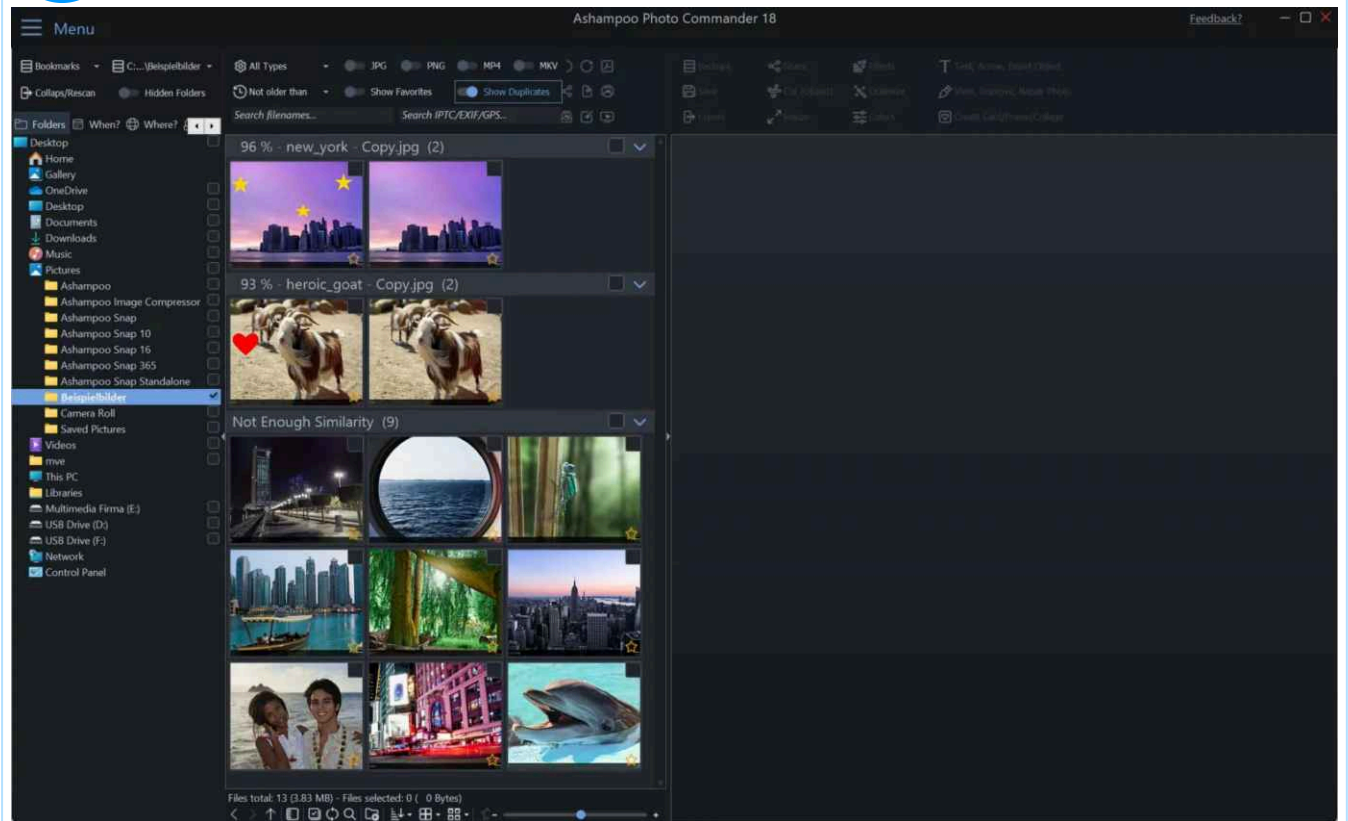 Ashampoo Photo Commander 18
Feedback?
Menu
Bookmarks
C:...\Beispielbilder
Collaps/Rescan
Hidden Folders
All Types
JPG
PNG
MP4
MKV
Not older than
Show Favorites
Show Duplicates
Search filenames...
Search IPTC/EXIF/GPS...
Folders
When?
Where?
Desktop
Home
Gallery
OneDrive
Desktop
Documents
Downloads
Music
Pictures
Ashampoo
Ashampoo Image Compressor
Ashampoo Snap
Ashampoo Snap 10
Ashampoo Snap 16
Ashampoo Snap 365
Ashampoo Snap Standalone
Beispielbilder
Camera Roll
Saved Pictures
Videos
mve
This PC
Libraries
Multimedia Firma (E:)
USB Drive (D:)
USB Drive (F:)
Network
Control Panel
96 % - new_york - Copy.jpg (2)
93 % - heroic_goat - Copy.jpg (2)
Not Enough Similarity (9)
Files total: 13 (3.83 MB) - Files selected: 0 ( 0 Bytes)